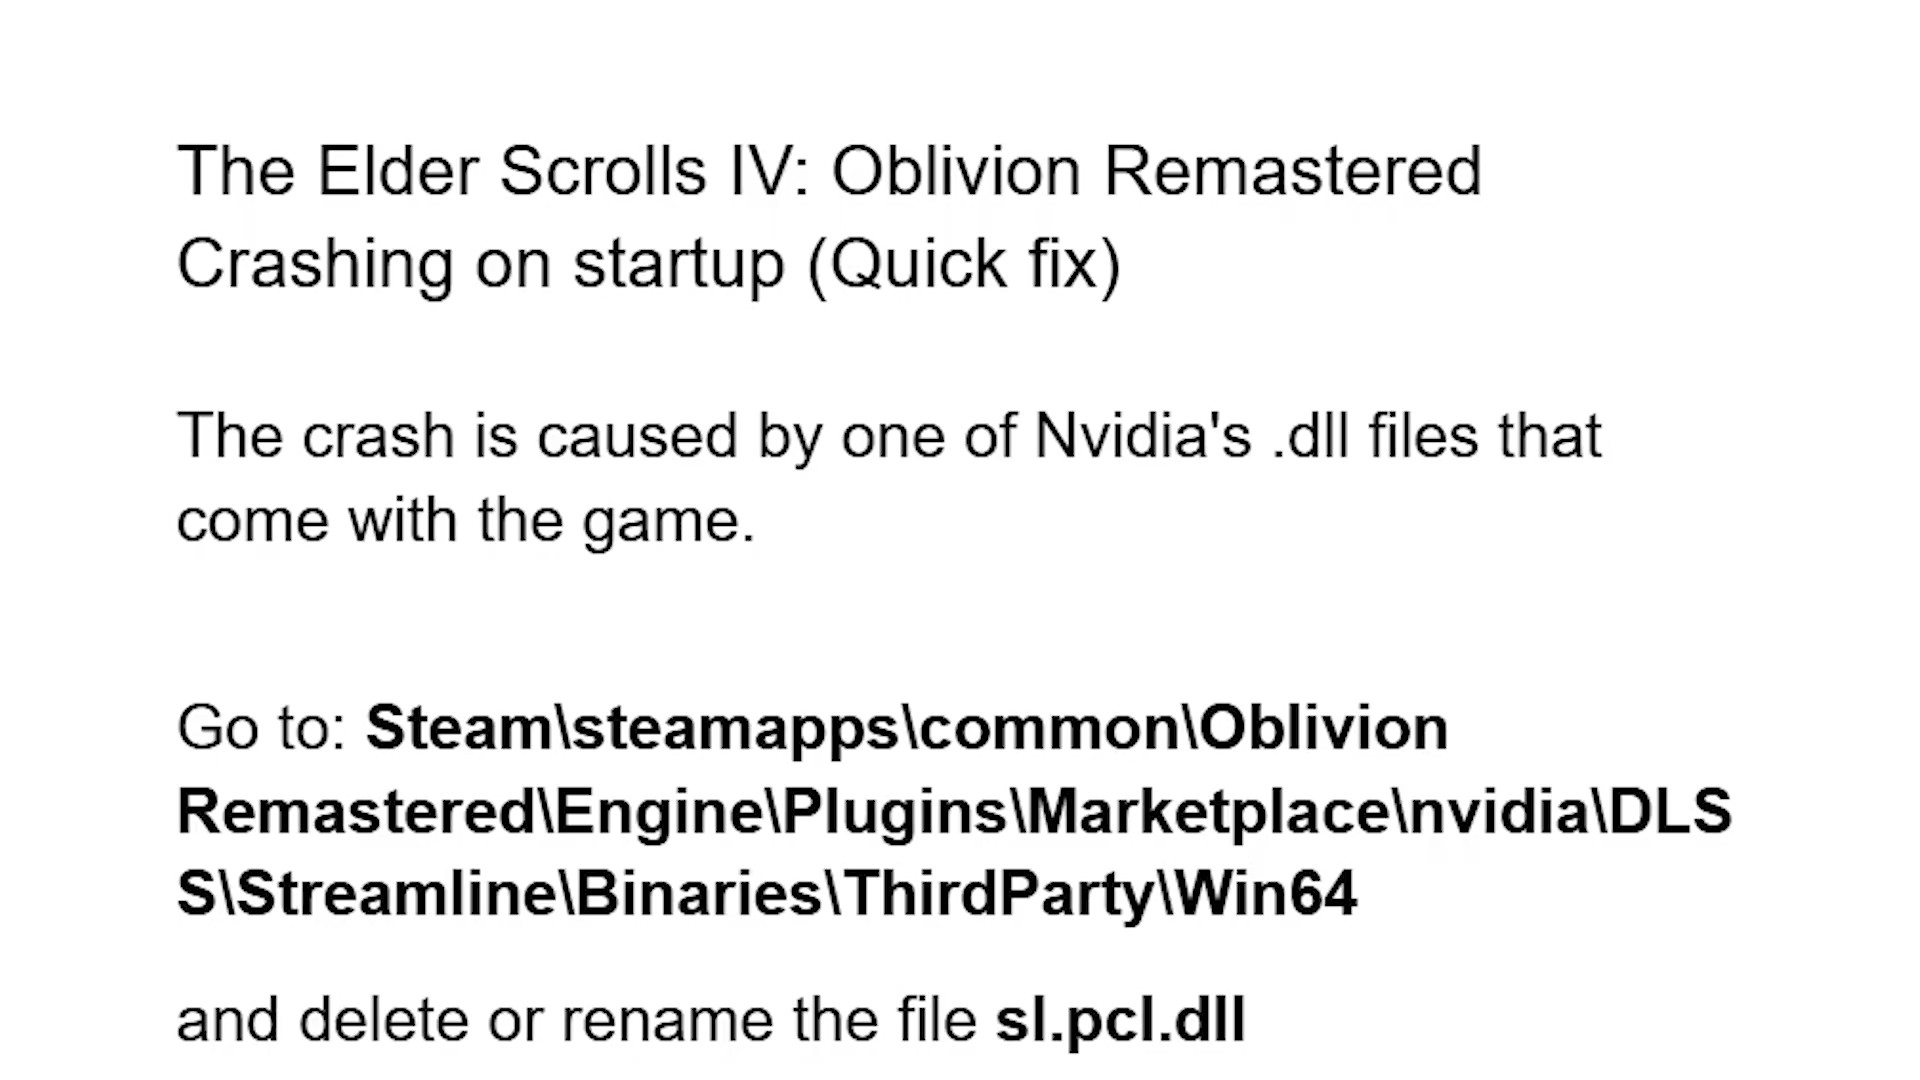 The Elder Scrolls IV: Oblivion Remastered
Crashing on startup (Quick fix)
The crash is caused by one of Nvidia's .dll files that
come with the game.
Go to: Steam\steamapps\common\Oblivion
Remastered\Engine\Plugins\Marketplace\nvidia\DLS
S\Streamline\Binaries\ThirdParty\Win64
and delete or rename the file sl.pcl.dll